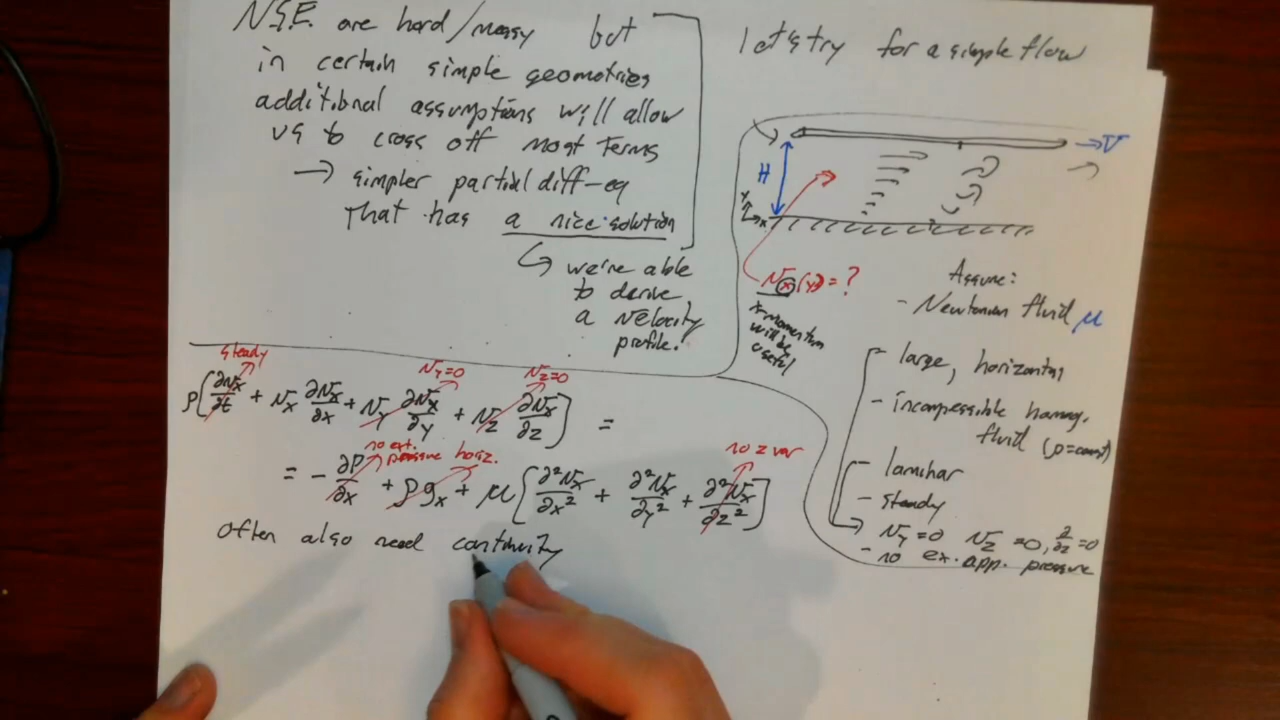 N.S.E. are hard/messy but
in certain simple geometries
additional assumptions will allow
us to cross off most terms
→ simpler partial diff-eq
that has a nice solution
↳ we're able
to derive
a velocity
profile!
let's try for a simple flow
→ V
H
y
x
Vx(y) = ?
x-momentum
will be
useful
Assume:
- Newtonian fluid μ
- large, horizontal
- incompressible homog.
fluid (ρ=const)
- laminar
- steady
→ Vy=0 Vz=0, ∂/∂z=0
- no ex. app. pressure
steady Vy=0 Vz=0
ρ[∂Vx/∂t + Vx ∂Vx/∂x + Vy ∂Vx/∂y + Vz ∂Vx/∂z] =
no ext. pressure horiz. no z var
= -∂P/∂x + ρgx + μ[∂²Vx/∂x² + ∂²Vx/∂y² + ∂²Vx/∂z²]
often also need continuity